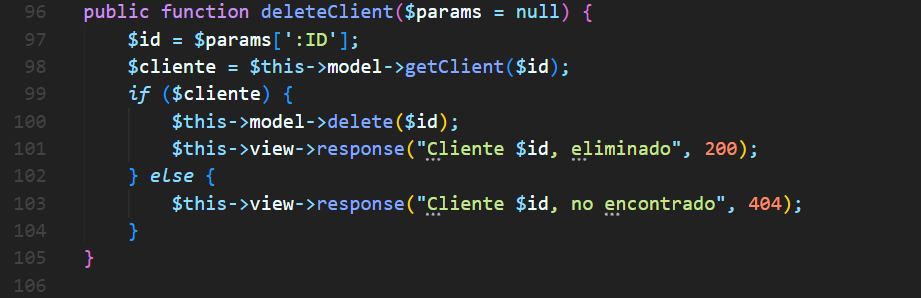 96 public function deleteClient($params = null) {
97 $id = $params[':ID'];
98 $cliente = $this->model->getClient($id);
99 if ($cliente) {
100 $this->model->delete($id);
101 $this->view->response("Cliente $id, eliminado", 200);
102 } else {
103 $this->view->response("Cliente $id, no encontrado", 404);
104 }
105 }
106